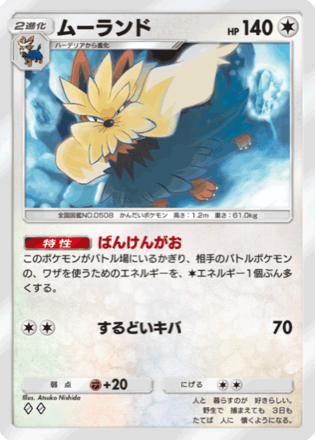 2進化
ムーランド
HP 140
ハーデリアから進化
全国図鑑NO.0508 かんだいポケモン 高さ:1.2m 重さ:61.0kg
特性 ばんけんがお
このポケモンがバトル場にいるかぎり、相手のバトルポケモン
の、ワザを使うためのエネルギーを、エネルギー1個ぶん多
くする。
するどいキバ 70
弱点 +20 にげる
Illus. Atsuko Nishida
人と 暮らすのが 好きらしい。
野生で 捕まえても 3日も
たてば 人に 懐くようになる。